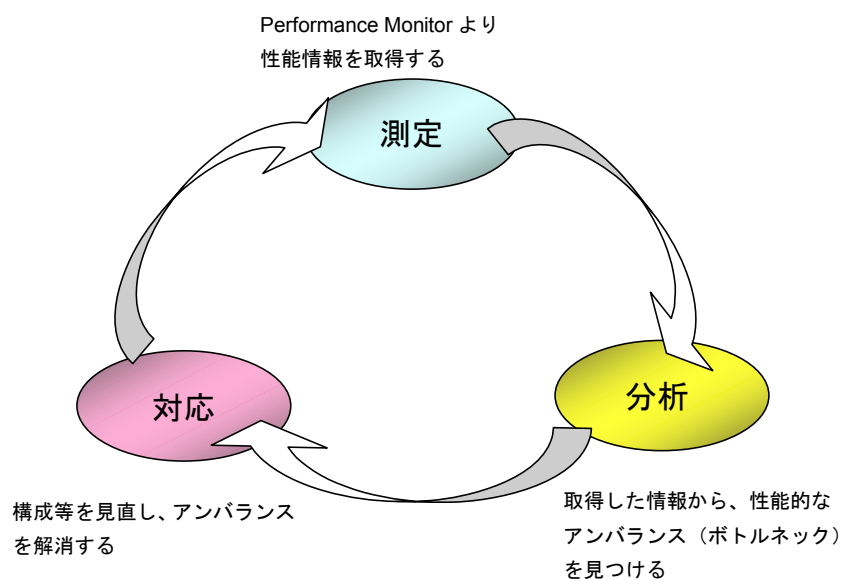 Performance Monitor より
性能情報を取得する
測定
分析
対応
取得した情報から、性能的な
アンバランス（ボトルネック）
を見つける
構成等を見直し、アンバランス
を解消する